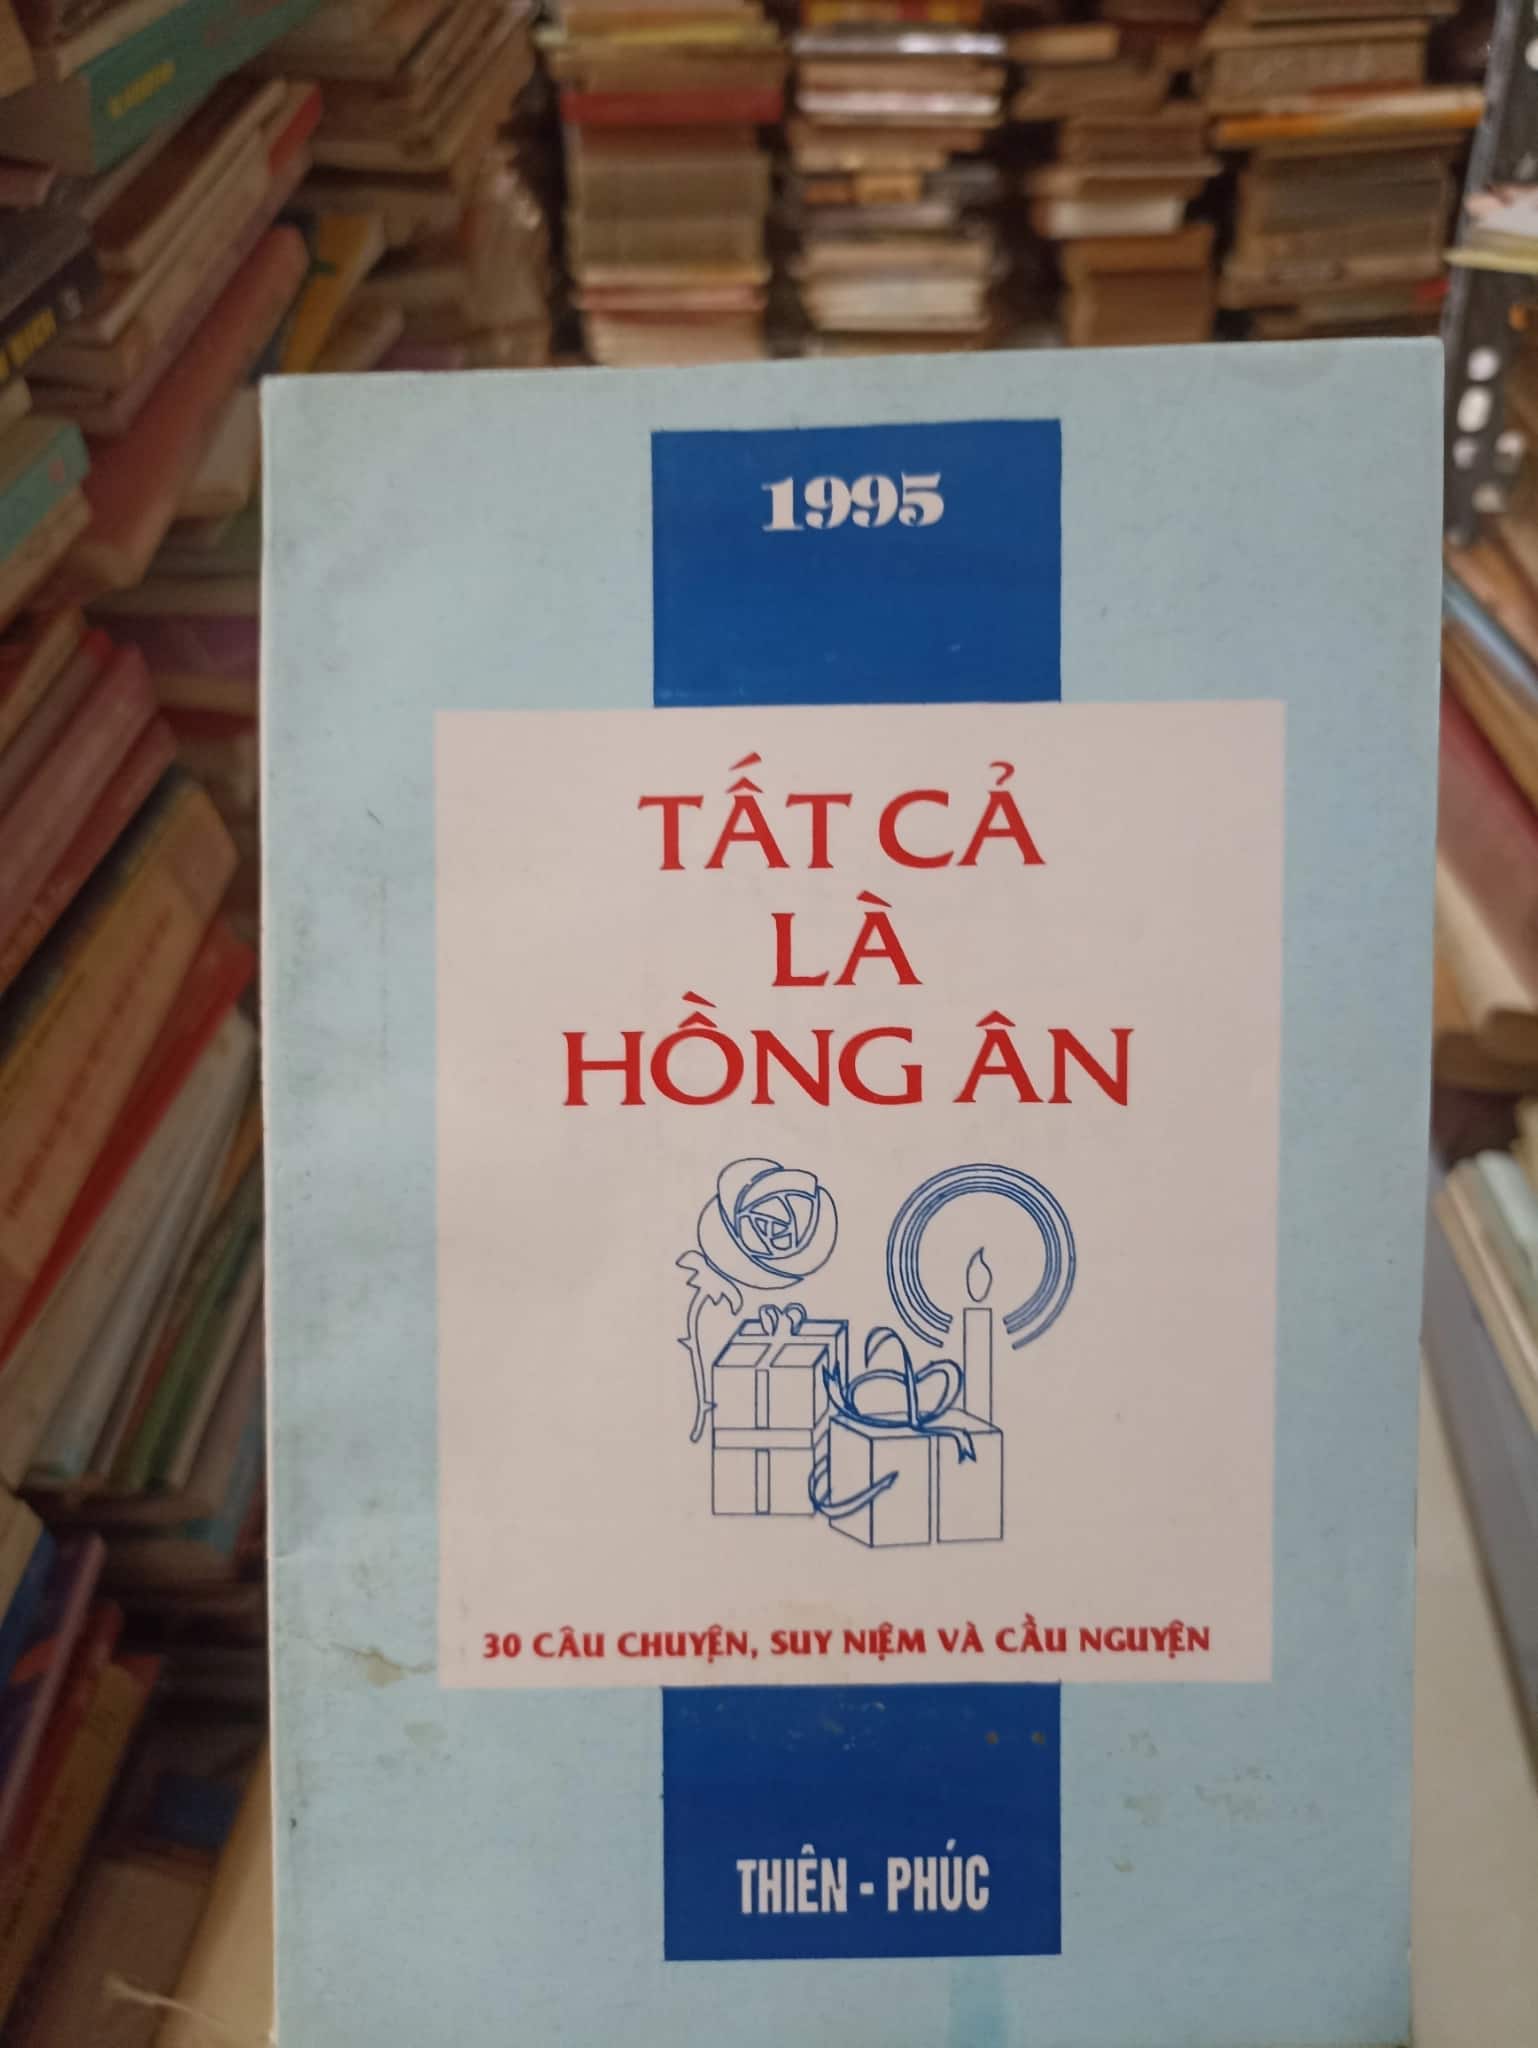 1995
TẤT CẢ
LÀ
HỒNG ÂN
30 CÂU CHUYỆN, SUY NIỆM VÀ CẦU NGUYỆN
THIÊN - PHÚC